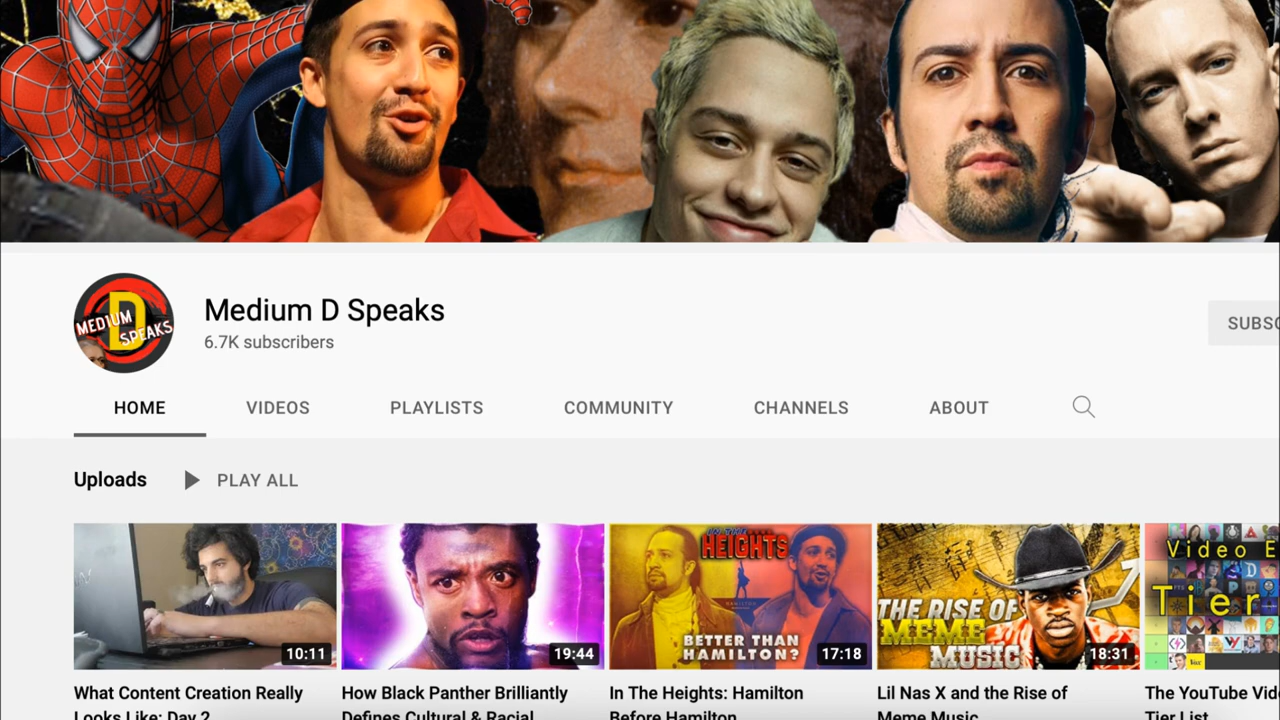 Medium D Speaks
6.7K subscribers
SUBSC
D
MEDIUM
SPEAKS
HOME VIDEOS PLAYLISTS COMMUNITY CHANNELS ABOUT
Uploads PLAY ALL
10:11
19:44
HEIGHTS
HAMILTON
BETTER THAN
HAMILTON?
17:18
THE RISE OF
MEME
MUSIC
18:31
Video E
Tier
What Content Creation Really
Looks Like: Day 2
How Black Panther Brilliantly
Defines Cultural & Racial
In The Heights: Hamilton
Before Hamilton
Lil Nas X and the Rise of
Meme Music
The YouTube Vid
Tier List